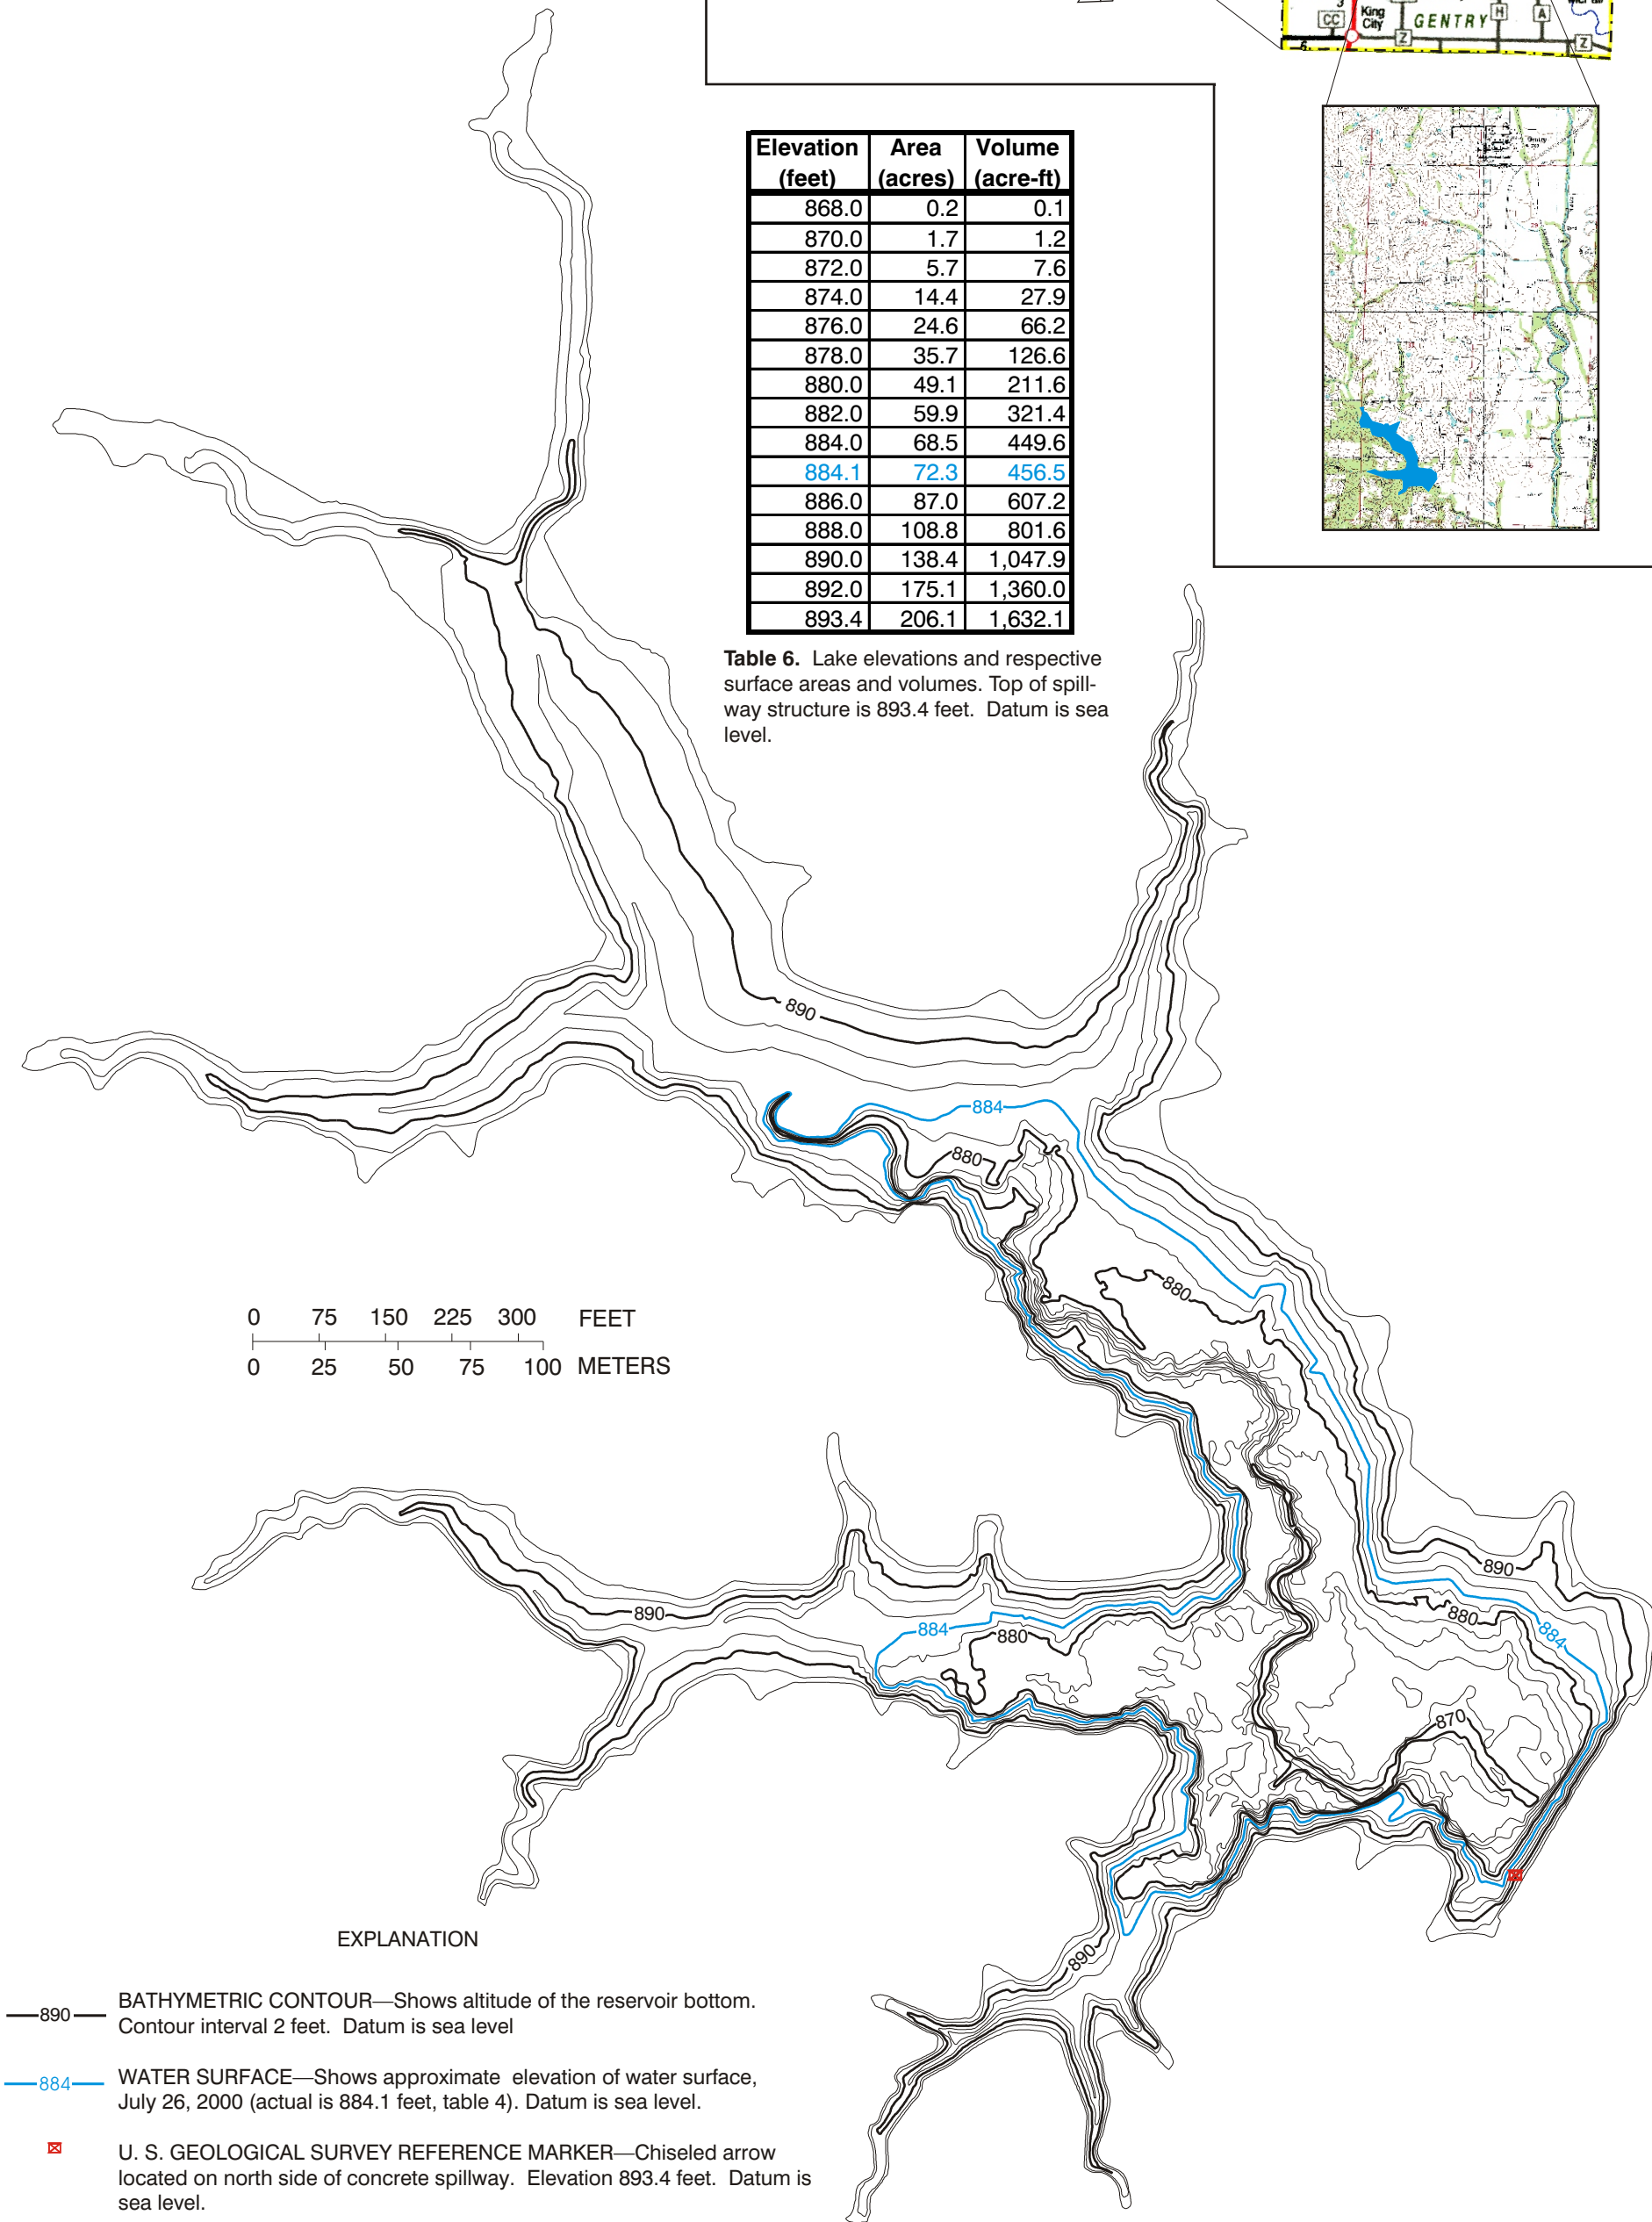 3
CC
King
City
GENTRY
H
A
Z
Z
6
Elevation Area Volume
(feet) (acres) (acre-ft)
868.0 0.2 0.1
870.0 1.7 1.2
872.0 5.7 7.6
874.0 14.4 27.9
876.0 24.6 66.2
878.0 35.7 126.6
880.0 49.1 211.6
882.0 59.9 321.4
884.0 68.5 449.6
884.1 72.3 456.5
886.0 87.0 607.2
888.0 108.8 801.6
890.0 138.4 1,047.9
892.0 175.1 1,360.0
893.4 206.1 1,632.1
Table 6. Lake elevations and respective
surface areas and volumes. Top of spill-
way structure is 893.4 feet. Datum is sea
level.
890
884
880
880
0 75 150 225 300 FEET
0 25 50 75 100 METERS
890
890
880
884
884
880
870
890
EXPLANATION
890 BATHYMETRIC CONTOUR—Shows altitude of the reservoir bottom.
Contour interval 2 feet. Datum is sea level
884 WATER SURFACE—Shows approximate elevation of water surface,
July 26, 2000 (actual is 884.1 feet, table 4). Datum is sea level.
U. S. GEOLOGICAL SURVEY REFERENCE MARKER—Chiseled arrow
located on north side of concrete spillway. Elevation 893.4 feet. Datum is
sea level.